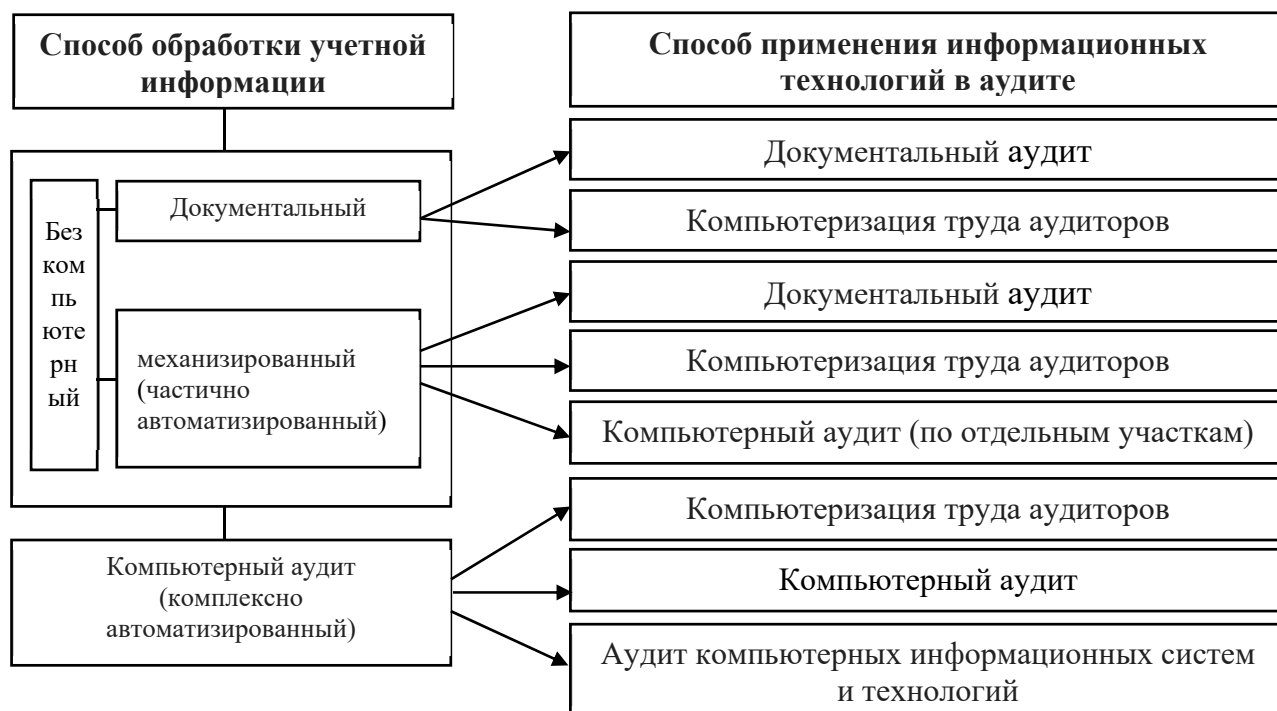 Способ обработки учетной
информации
Способ применения информационных
технологий в аудите
Без
ком
пь
юте
рн
ый
Документальный
механизированный
(частично
автоматизированный)
Компьютерный аудит
(комплексно
автоматизированный)
Документальный аудит
Компьютеризация труда аудиторов
Документальный аудит
Компьютеризация труда аудиторов
Компьютерный аудит (по отдельным участкам)
Компьютеризация труда аудиторов
Компьютерный аудит
Аудит компьютерных информационных систем
и технологий